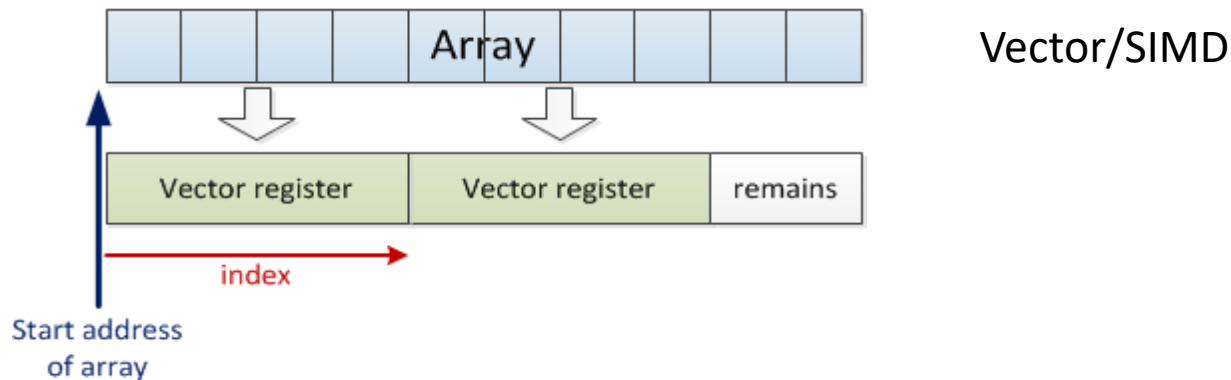 Array
Vector/SIMD
Vector register
Vector register
remains
index
Start address
of array